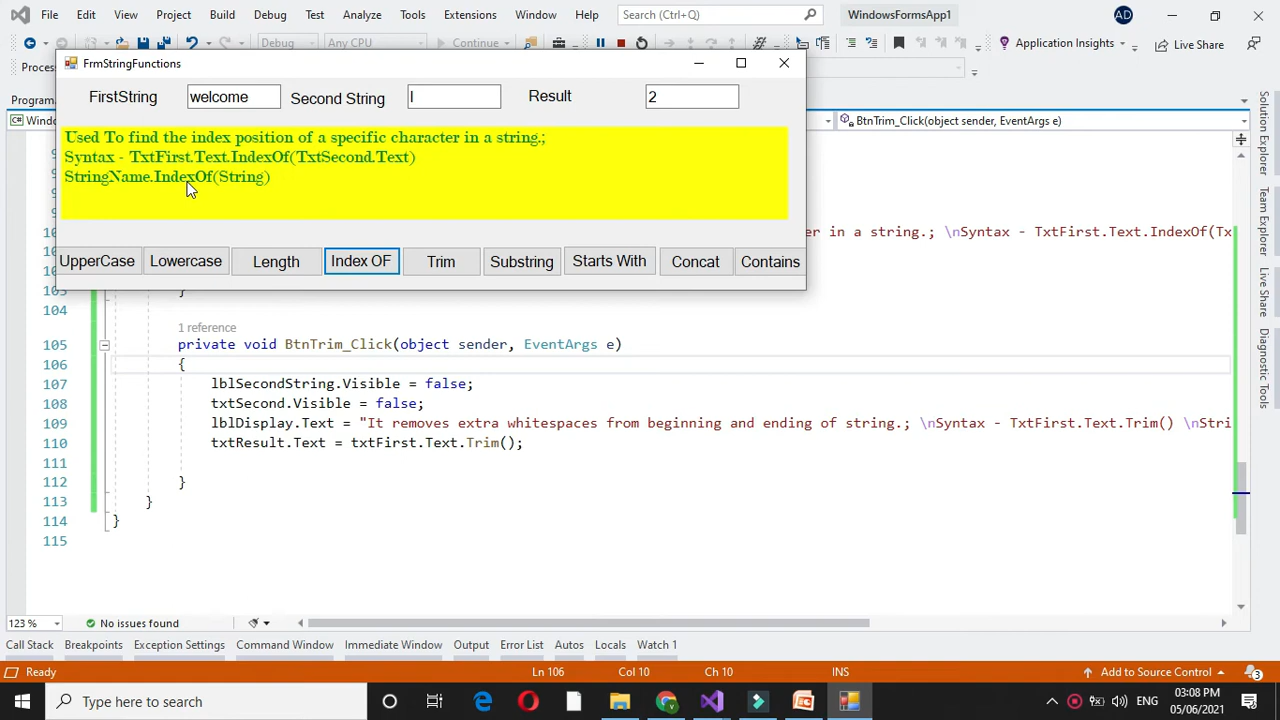 File Edit View Project Build Debug Test Analyze Tools Extensions Window Help Search (Ctrl+Q) WindowsFormsApp1 AD
Debug Any CPU Continue Application Insights Live Share
Process
FrmStringFunctions
FirstString welcome Second String l Result 2
Program.
Used To find the index position of a specific character in a string.;
Syntax - TxtFirst.Text.IndexOf(TxtSecond.Text)
StringName.IndexOf(String)
UpperCase Lowercase Length Index OF Trim Substring Starts With Concat Contains
Wind
BtnTrim_Click(object sender, EventArgs e)
er in a string.; \nSyntax - TxtFirst.Text.IndexOf(Tx
103 }
104
1 reference
105 private void BtnTrim_Click(object sender, EventArgs e)
106 {
107 lblSecondString.Visible = false;
108 txtSecond.Visible = false;
109 lblDisplay.Text = "It removes extra whitespaces from beginning and ending of string.; \nSyntax - TxtFirst.Text.Trim() \nStri
110 txtResult.Text = txtFirst.Text.Trim();
111
112 }
113 }
114 }
115
Solution Explorer
Team Explorer
Live Share
Diagnostic Tools
123 % No issues found
Call Stack Breakpoints Exception Settings Command Window Immediate Window Output Error List Autos Locals Watch 1
Ready Ln 106 Col 10 Ch 10 INS Add to Source Control 3
Type here to search ENG 03:08 PM
05/06/2021